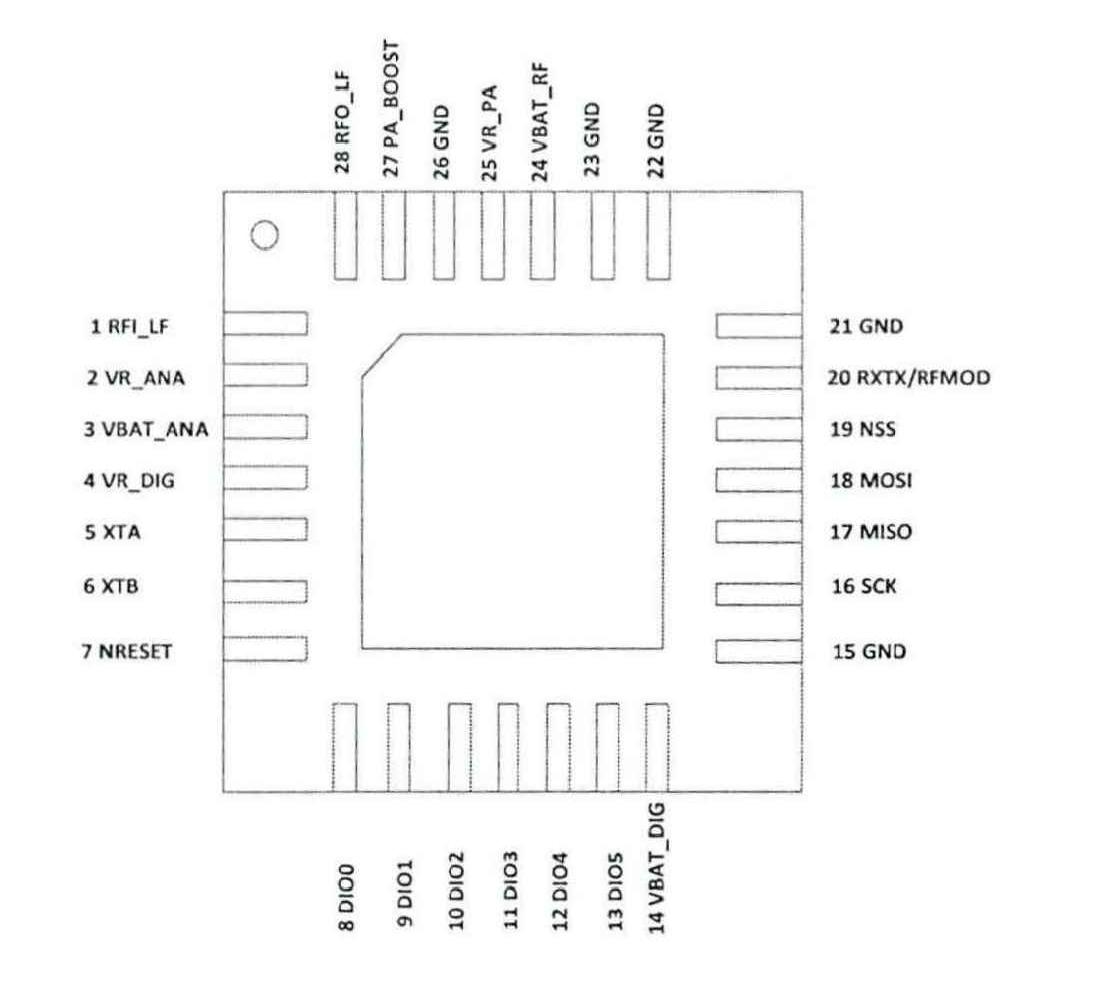 28 RFO_LF
27 PA_BOOST
26 GND
25 VR_PA
24 VBAT_RF
23 GND
22 GND
1 RFI_LF
2 VR_ANA
3 VBAT_ANA
4 VR_DIG
5 XTA
6 XTB
7 NRESET
21 GND
20 RXTX/RFMOD
19 NSS
18 MOSI
17 MISO
16 SCK
15 GND
8 DIO0
9 DIO1
10 DIO2
11 DIO3
12 DIO4
13 DIO5
14 VBAT_DIG